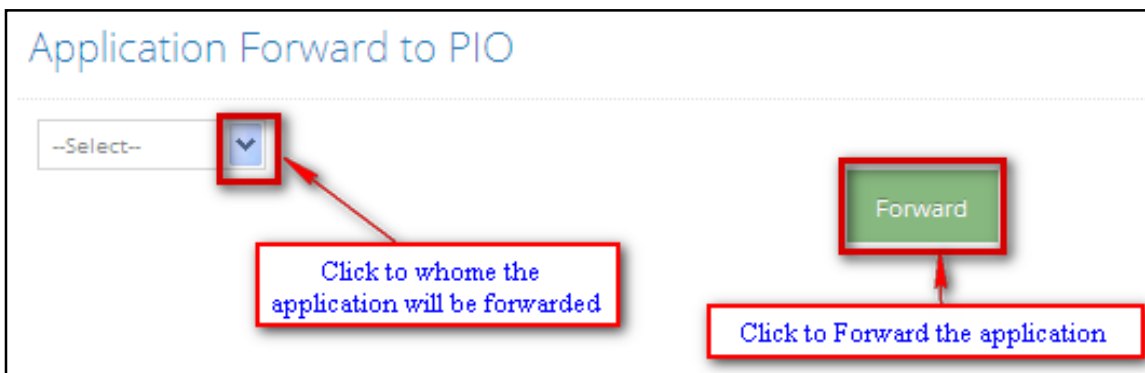 Application Forward to PIO
--Select--
Forward
Click to whome the
application will be forwarded
Click to Forward the application